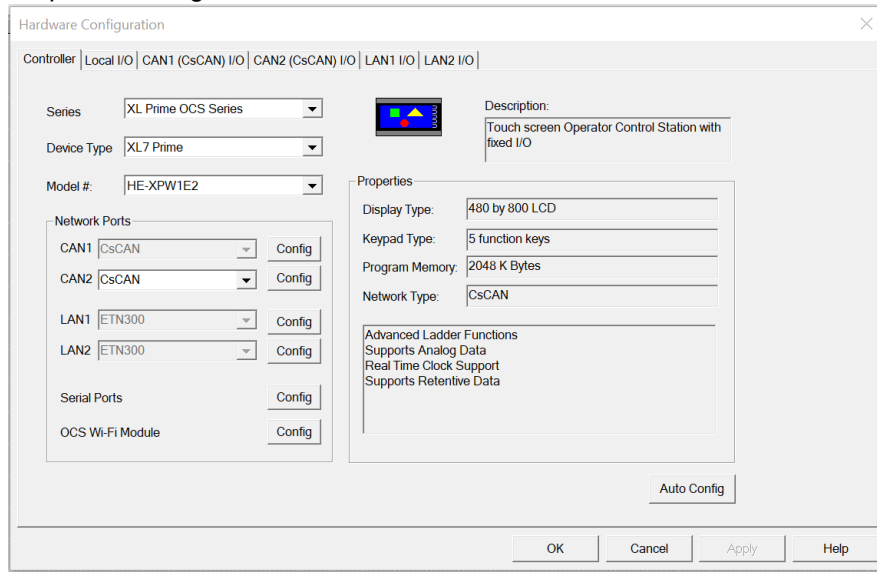 Hardware Configuration
Controller Local I/O CAN1 (CsCAN) I/O CAN2 (CsCAN) I/O LAN1 I/O LAN2 I/O
Series XL Prime OCS Series
Device Type XL7 Prime
Model #: HE-XPW1E2
Description:
Touch screen Operator Control Station with
fixed I/O
Network Ports
CAN1 CsCAN Config
CAN2 CsCAN Config
LAN1 ETN300 Config
LAN2 ETN300 Config
Serial Ports Config
OCS Wi-Fi Module Config
Properties
Display Type: 480 by 800 LCD
Keypad Type: 5 function keys
Program Memory: 2048 K Bytes
Network Type: CsCAN
Advanced Ladder Functions
Supports Analog Data
Real Time Clock Support
Supports Retentive Data
Auto Config
OK Cancel Apply Help